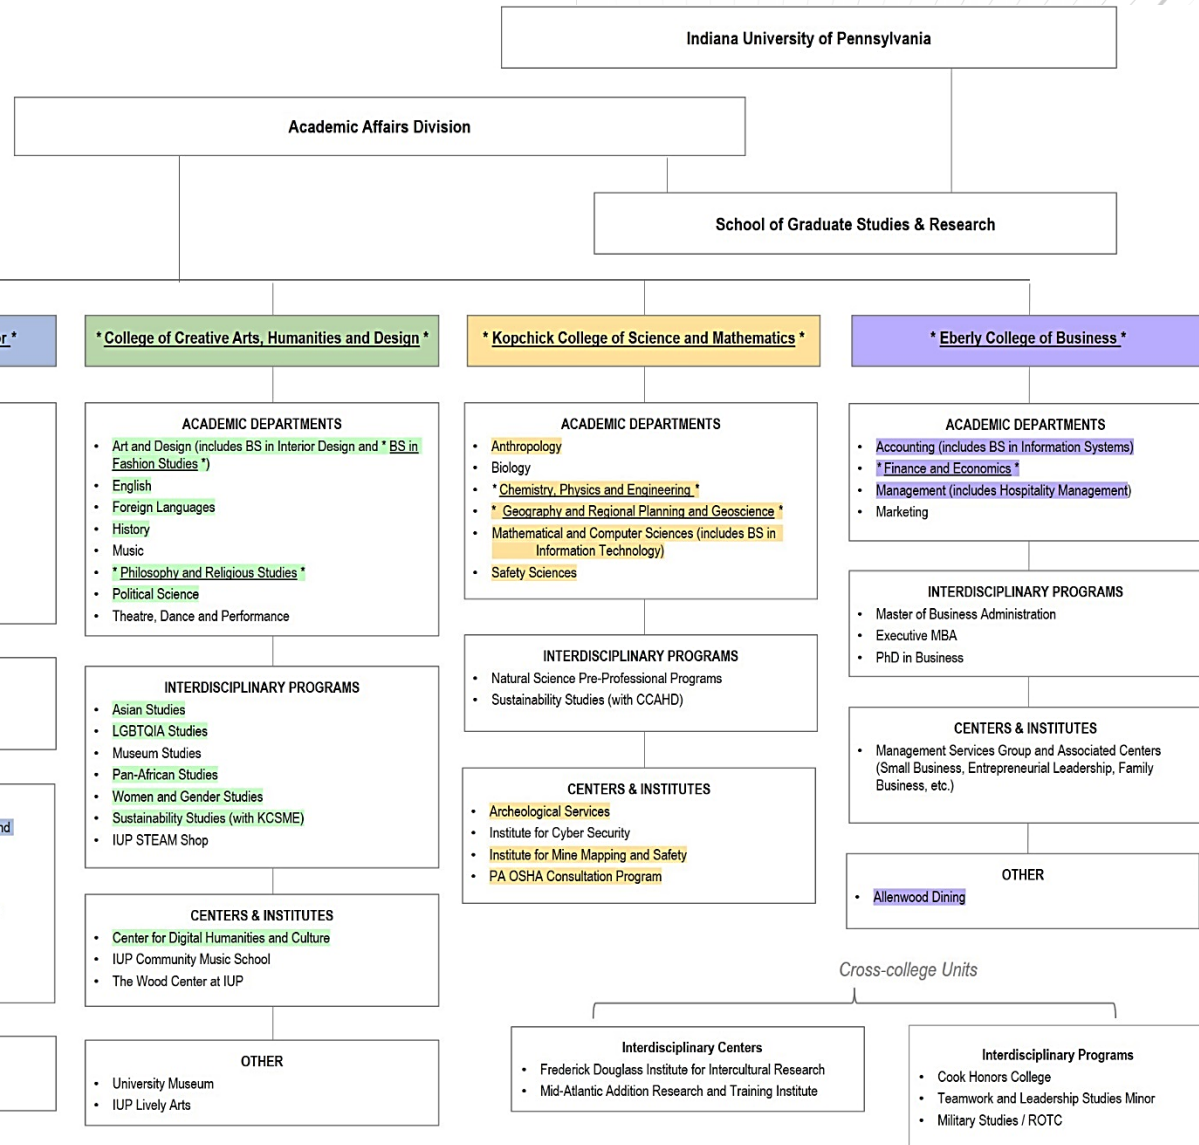 Indiana University of Pennsylvania
Academic Affairs Division
School of Graduate Studies & Research
or *
nd
* College of Creative Arts, Humanities and Design *
ACADEMIC DEPARTMENTS
• Art and Design (includes BS in Interior Design and * BS in
Fashion Studies *)
• English
• Foreign Languages
• History
• Music
• * Philosophy and Religious Studies *
• Political Science
• Theatre, Dance and Performance
INTERDISCIPLINARY PROGRAMS
• Asian Studies
• LGBTQIA Studies
• Museum Studies
• Pan-African Studies
• Women and Gender Studies
• Sustainability Studies (with KCSME)
• IUP STEAM Shop
CENTERS & INSTITUTES
• Center for Digital Humanities and Culture
• IUP Community Music School
• The Wood Center at IUP
OTHER
• University Museum
• IUP Lively Arts
* Kopchick College of Science and Mathematics *
ACADEMIC DEPARTMENTS
• Anthropology
• Biology
• * Chemistry, Physics and Engineering *
• * Geography and Regional Planning and Geoscience *
• Mathematical and Computer Sciences (includes BS in
Information Technology)
• Safety Sciences
INTERDISCIPLINARY PROGRAMS
• Natural Science Pre-Professional Programs
• Sustainability Studies (with CCAHD)
CENTERS & INSTITUTES
• Archeological Services
• Institute for Cyber Security
• Institute for Mine Mapping and Safety
• PA OSHA Consultation Program
* Eberly College of Business *
ACADEMIC DEPARTMENTS
• Accounting (includes BS in Information Systems)
• * Finance and Economics *
• Management (includes Hospitality Management)
• Marketing
INTERDISCIPLINARY PROGRAMS
• Master of Business Administration
• Executive MBA
• PhD in Business
CENTERS & INSTITUTES
• Management Services Group and Associated Centers
(Small Business, Entrepreneurial Leadership, Family
Business, etc.)
OTHER
• Allenwood Dining
Cross-college Units
Interdisciplinary Centers
• Frederick Douglass Institute for Intercultural Research
• Mid-Atlantic Addition Research and Training Institute
Interdisciplinary Programs
• Cook Honors College
• Teamwork and Leadership Studies Minor
• Military Studies / ROTC